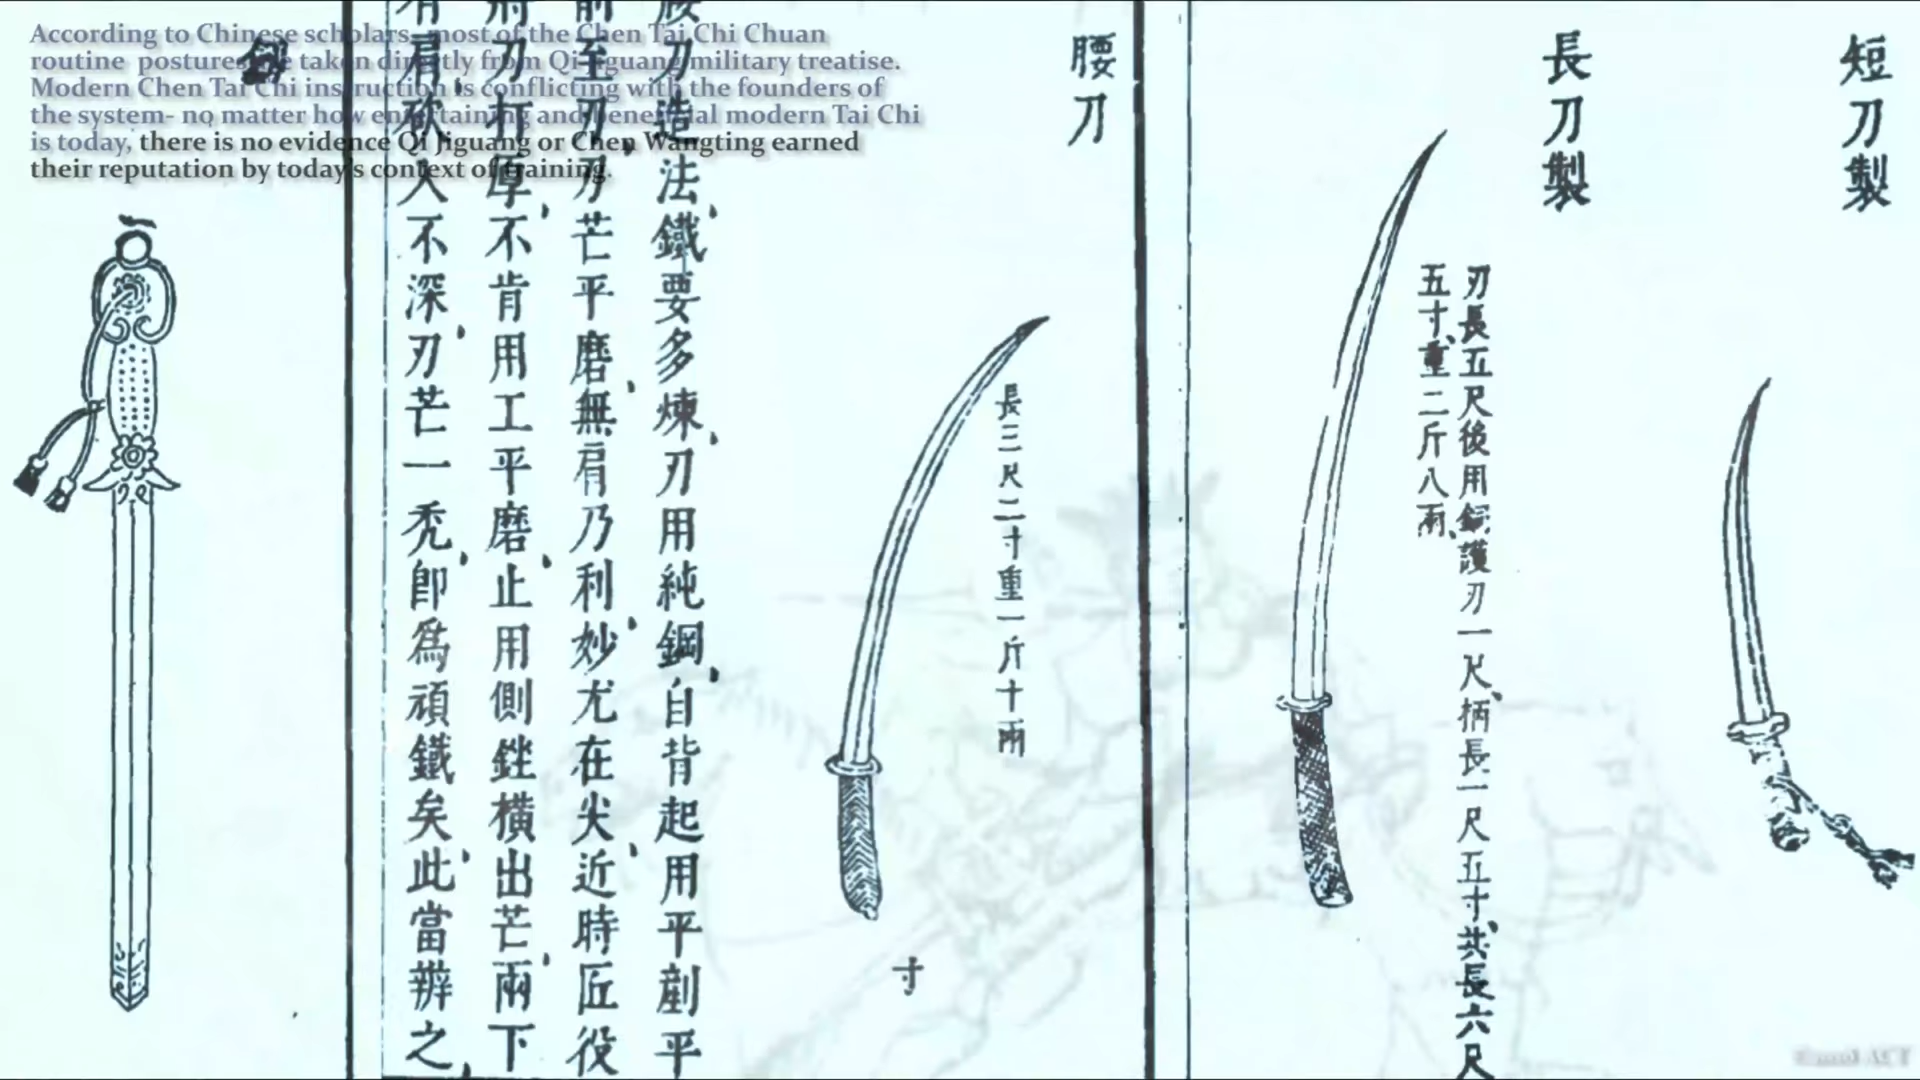 According to Chinese scholars, most of the Chen Tai Chi Chuan
routine postures are taken directly from Qi Jiguang military treatise.
Modern Chen Tai Chi instruction is conflicting with the founders of
the system- no matter how entertaining and beneficial modern Tai Chi
is today, there is no evidence Qi Jiguang or Chen Wangting earned
their reputation by today's context of training.
短刀製
長刀製
刃長五尺後用銅護刃一尺柄長一尺五寸共長六尺
五寸重二斤八兩
腰刀
長三尺二寸重一斤十兩
寸
腰刀造法鐵要多煉刃用純鋼自背起用平剷平
前至刃刃芒平磨無肩乃利妙尤在尖近時匠役
將刀打厚不肯用工平磨止用側銼橫出芒兩下
有肩砍入不深刃芒一禿即為頑鐵矣此當辨之